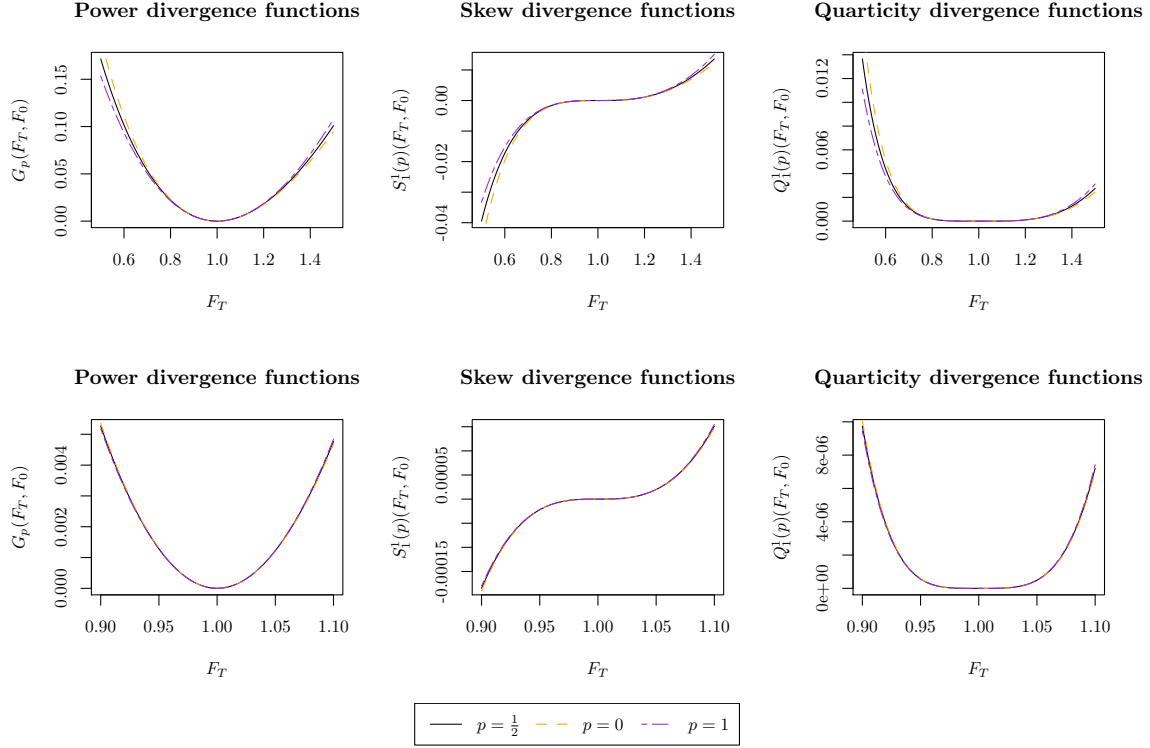 Power divergence functions
Skew divergence functions
Quarticity divergence functions
G_p(F_T, F_0)
0.00 0.05 0.10 0.15
0.6 0.8 1.0 1.2 1.4
F_T
S_1^1(p)(F_T, F_0)
-0.04 -0.02 0.00
0.6 0.8 1.0 1.2 1.4
F_T
Q_1^1(p)(F_T, F_0)
0.000 0.006 0.012
0.6 0.8 1.0 1.2 1.4
F_T
Power divergence functions
Skew divergence functions
Quarticity divergence functions
G_p(F_T, F_0)
0.000 0.002 0.004
0.90 0.95 1.00 1.05 1.10
F_T
S_1^1(p)(F_T, F_0)
-0.00015 0.00005
0.90 0.95 1.00 1.05 1.10
F_T
Q_1^1(p)(F_T, F_0)
0e+00 4e-06 8e-06
0.90 0.95 1.00 1.05 1.10
F_T
p = 1/2 p = 0 p = 1